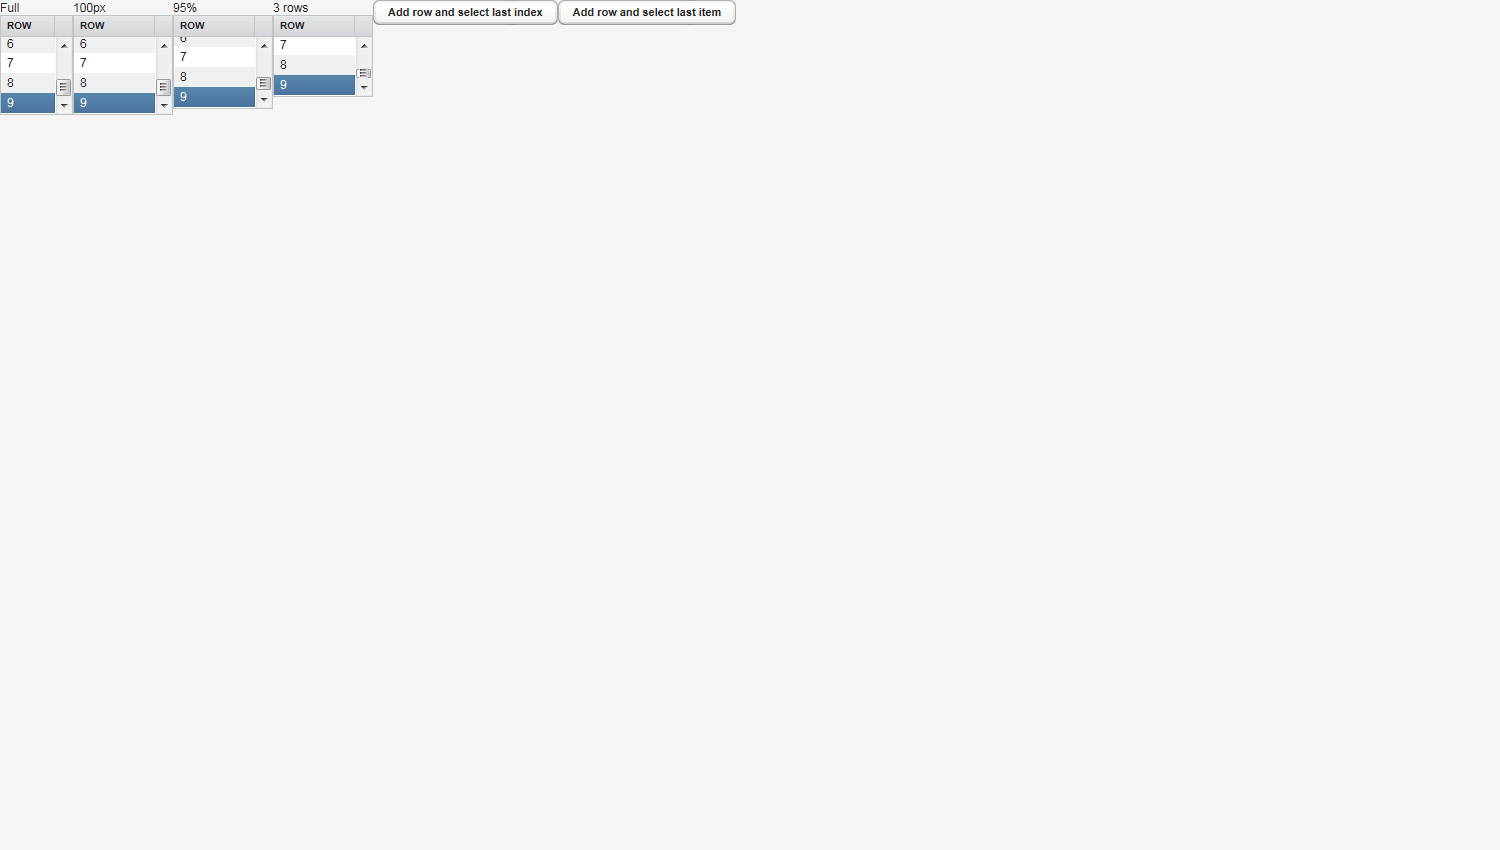 Full 100px 95% 3 rows Add row and select last index Add row and select last item
ROW ROW ROW ROW
6 6 6 7
7 7 7 8
8 8 8 9
9 9 9